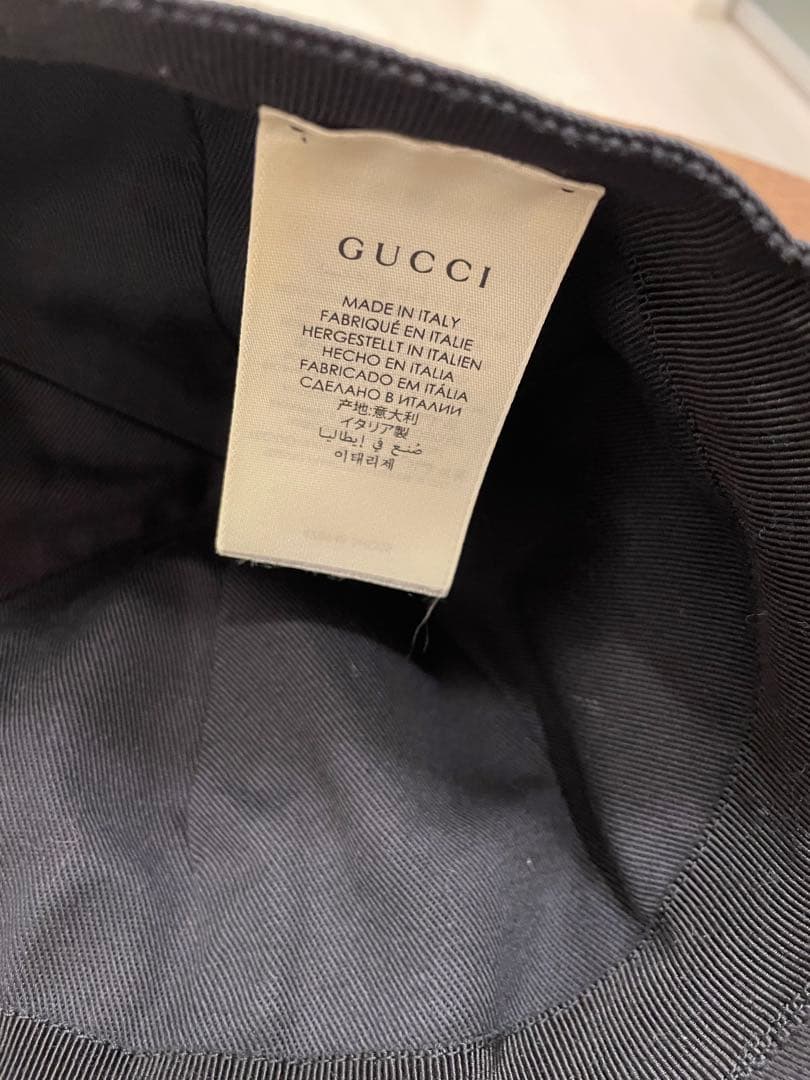 GUCCI
MADE IN ITALY
FABRIQUÉ EN ITALIE
HERGESTELLT IN ITALIEN
HECHO EN ITALIA
FABRICADO EM ITÁLIA
СДЕЛАНО В ИТАЛИИ
产地:意大利
イタリア製
صُنع في إيطاليا
이태리제